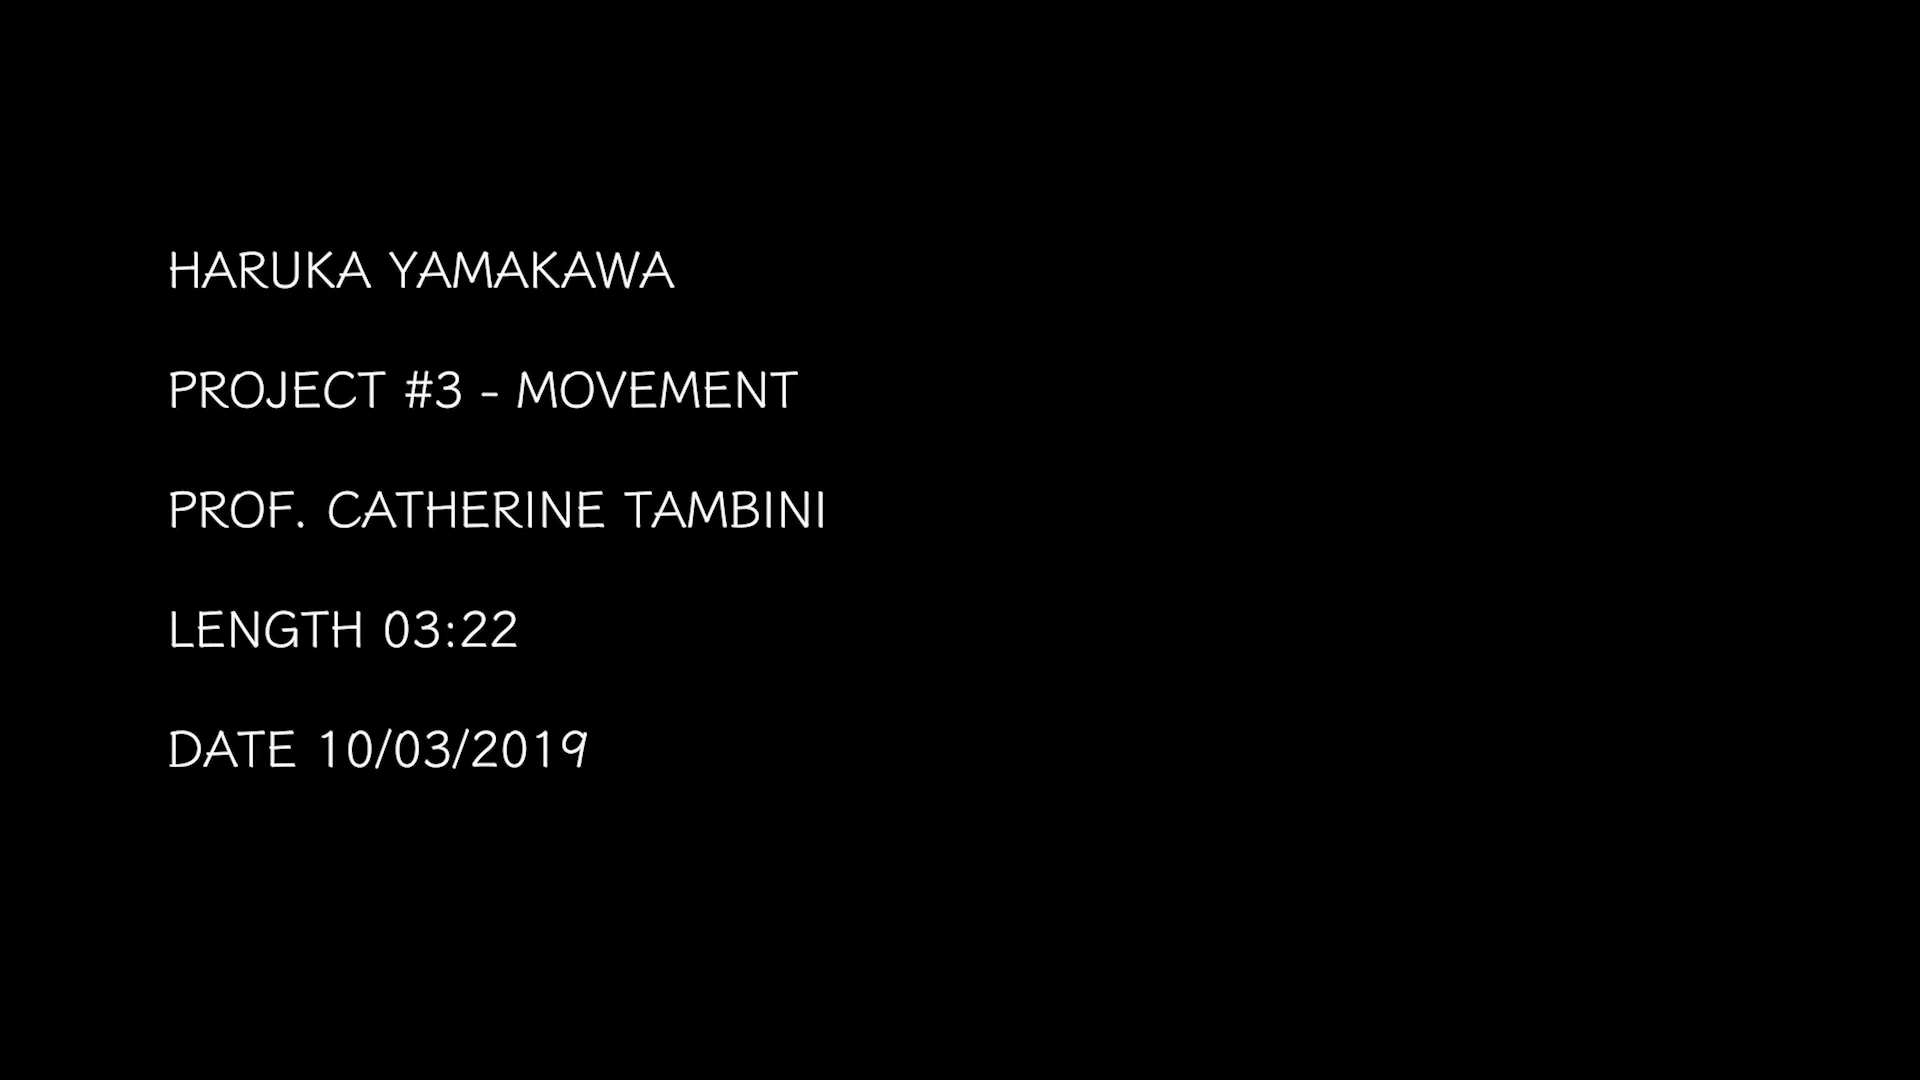 HARUKA YAMAKAWA
PROJECT #3 - MOVEMENT
PROF. CATHERINE TAMBINI
LENGTH 03:22
DATE 10/03/2019